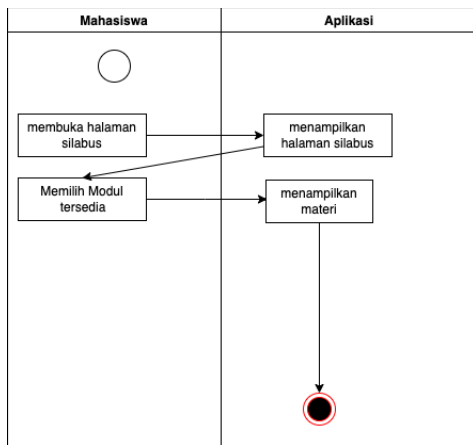 Mahasiswa
Aplikasi
membuka halaman
silabus
menampilkan
halaman silabus
Memilih Modul
tersedia
menampilkan
materi